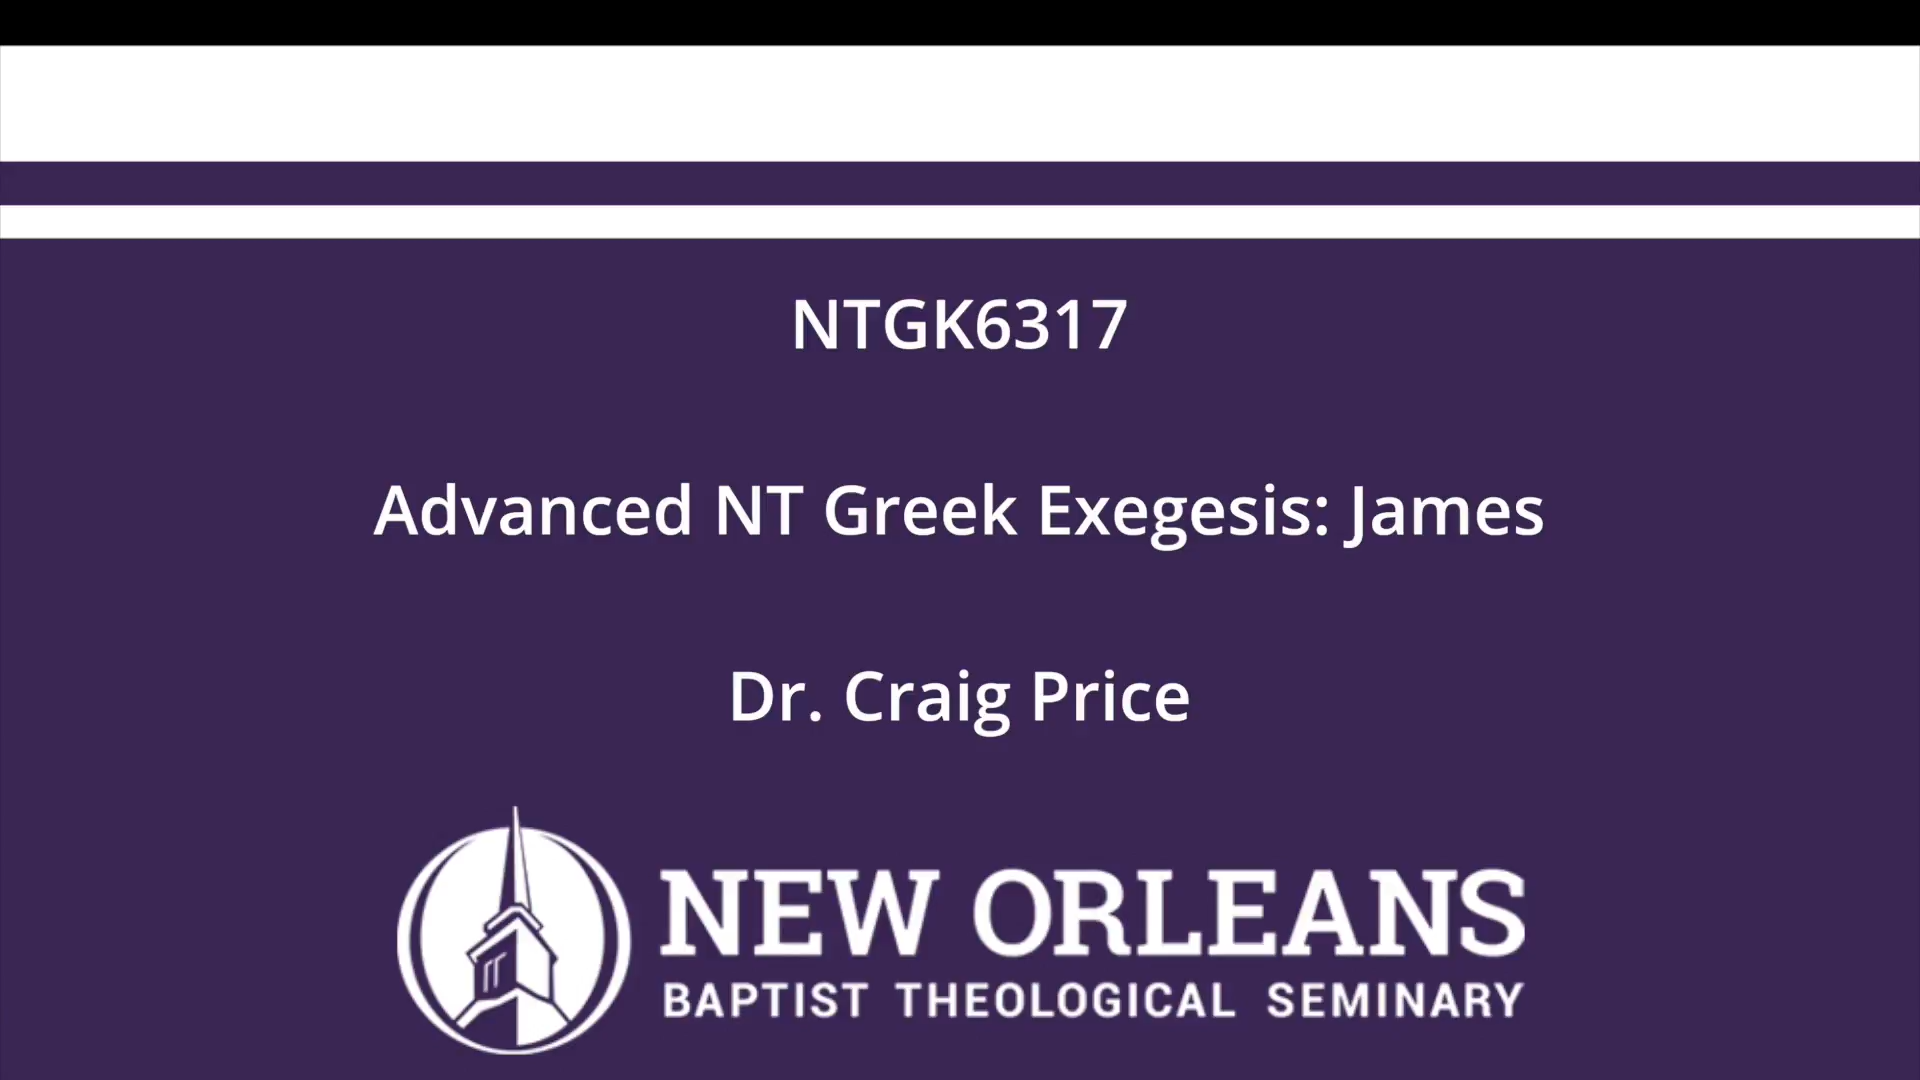 NTGK6317
Advanced NT Greek Exegesis: James
Dr. Craig Price
NEW ORLEANS
BAPTIST THEOLOGICAL SEMINARY